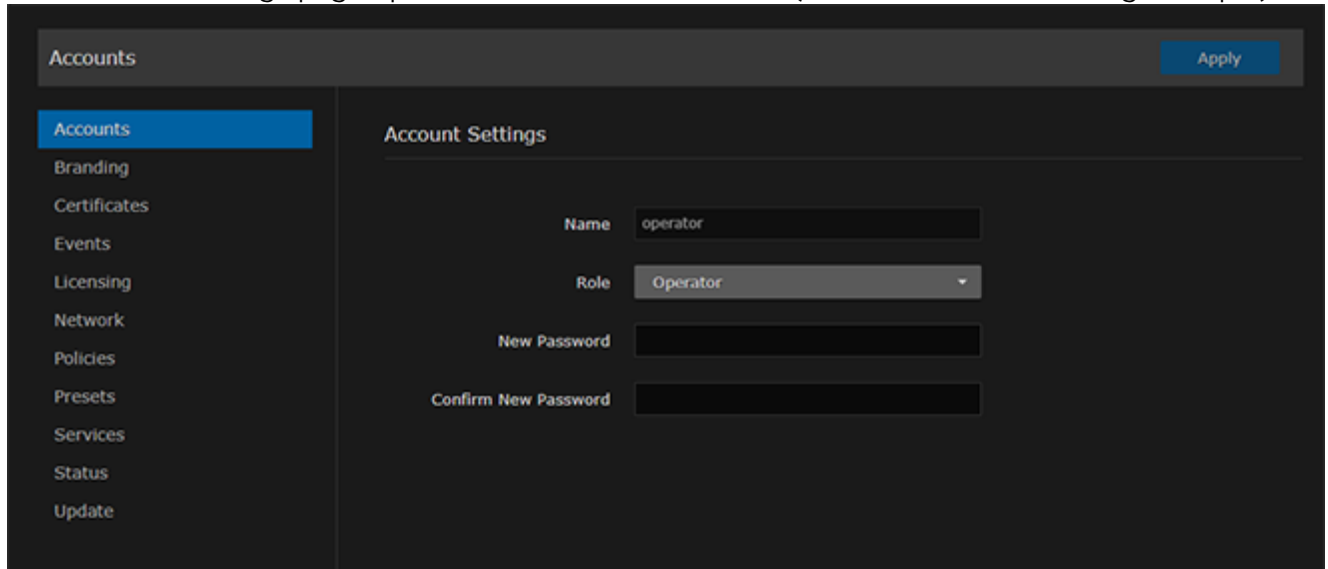 Accounts
Apply
Accounts
Branding
Certificates
Events
Licensing
Network
Policies
Presets
Services
Status
Update
Account Settings
Name
operator
Role
Operator
New Password
Confirm New Password